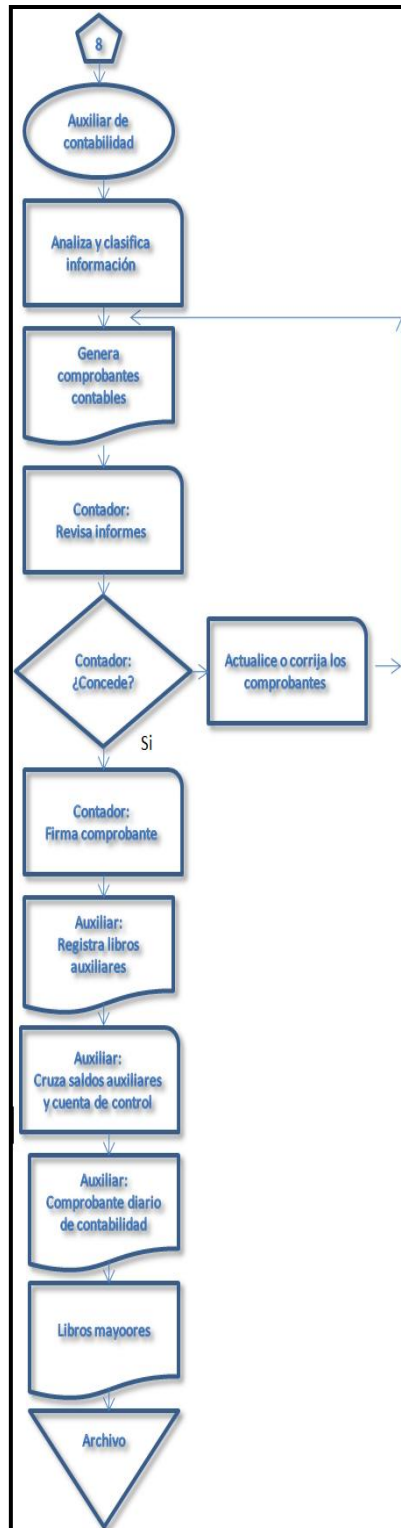 8
Auxiliar de
contabilidad
Analiza y clasifica
información
Genera
comprobantes
contables
Contador:
Revisa informes
Contador:
¿Concede?
Actualice o corrija los
comprobantes
Si
Contador:
Firma comprobante
Auxiliar:
Registra libros
auxiliares
Auxiliar:
Cruza saldos auxiliares
y cuenta de control
Auxiliar:
Comprobante diario
de contabilidad
Libros mayoores
Archivo